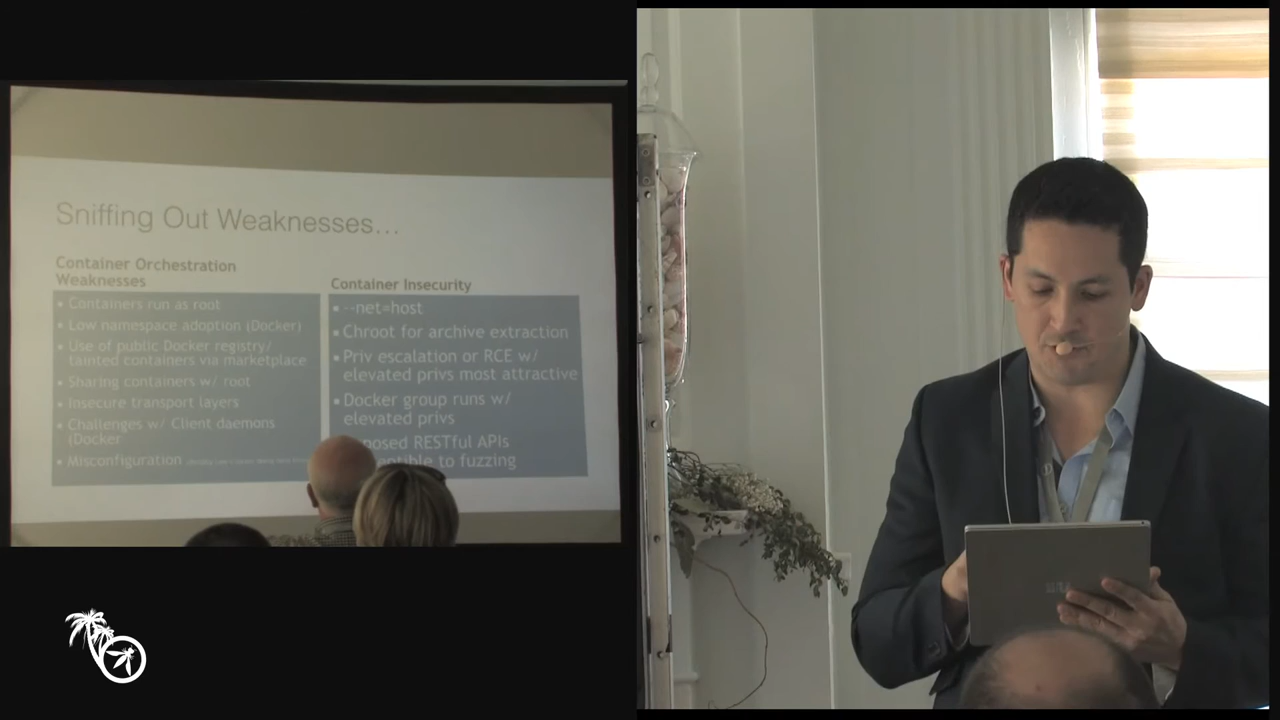 Sniffing Out Weaknesses...
Container Orchestration
Weaknesses
• Containers run as root
• Low namespace adoption (Docker)
• Use of public Docker registry/
tainted containers via marketplace
• Sharing containers w/ root
• Insecure transport layers
• Challenges w/ Client daemons
(Docker
• Misconfiguration
Container Insecurity
▪ --net=host
▪ Chroot for archive extraction
▪ Priv escalation or RCE w/
elevated privs most attractive
▪ Docker group runs w/
elevated privs
posed RESTful APIs
eptible to fuzzing